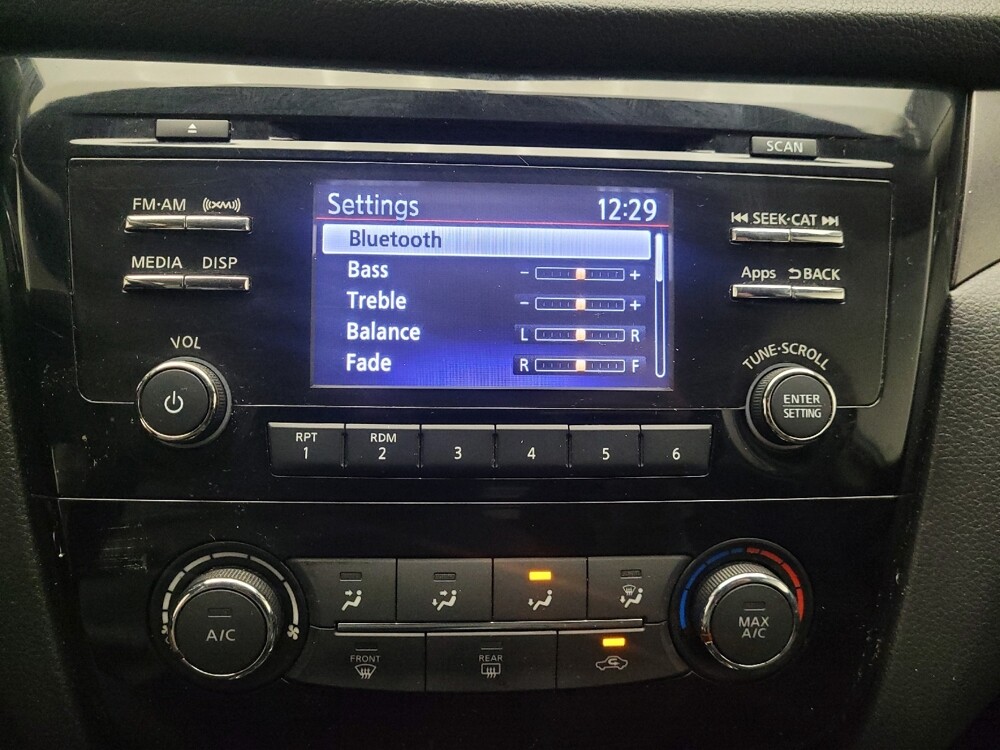 SCAN
FM·AM ((XM))
MEDIA DISP
VOL
Settings 12:29
Bluetooth
Bass - +
Treble - +
Balance L R
Fade R F
SEEK·CAT
Apps BACK
TUNE·SCROLL
ENTER
SETTING
RPT
1
RDM
2
3
4
5
6
A/C
MAX
A/C
FRONT
REAR